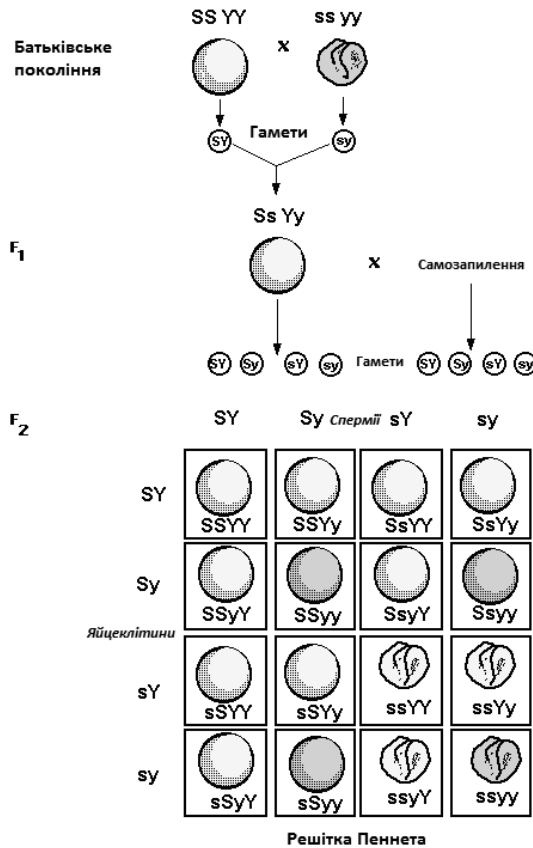 SS YY x ss yy
Батьківське
покоління
Гамети
SY sy
Ss Yy
F1
x Самозапилення
SY Sy sY sy Гамети SY Sy sY sy
F2
SY Sy Спермії sY sy
SY
SSYY SSYy SsYY SsYy
Sy
SSyY SSyy SsyY Ssyy
Яйцеклітини
sY
sSYY sSYy ssYY ssYy
sy
sSyY sSyy ssyY ssyy
Решітка Пеннета